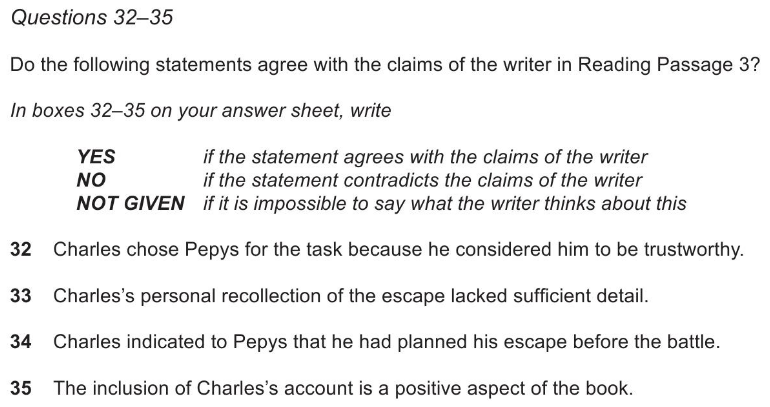 Questions 32–35
Do the following statements agree with the claims of the writer in Reading Passage 3?
In boxes 32–35 on your answer sheet, write
YES if the statement agrees with the claims of the writer
NO if the statement contradicts the claims of the writer
NOT GIVEN if it is impossible to say what the writer thinks about this
32 Charles chose Pepys for the task because he considered him to be trustworthy.
33 Charles's personal recollection of the escape lacked sufficient detail.
34 Charles indicated to Pepys that he had planned his escape before the battle.
35 The inclusion of Charles's account is a positive aspect of the book.